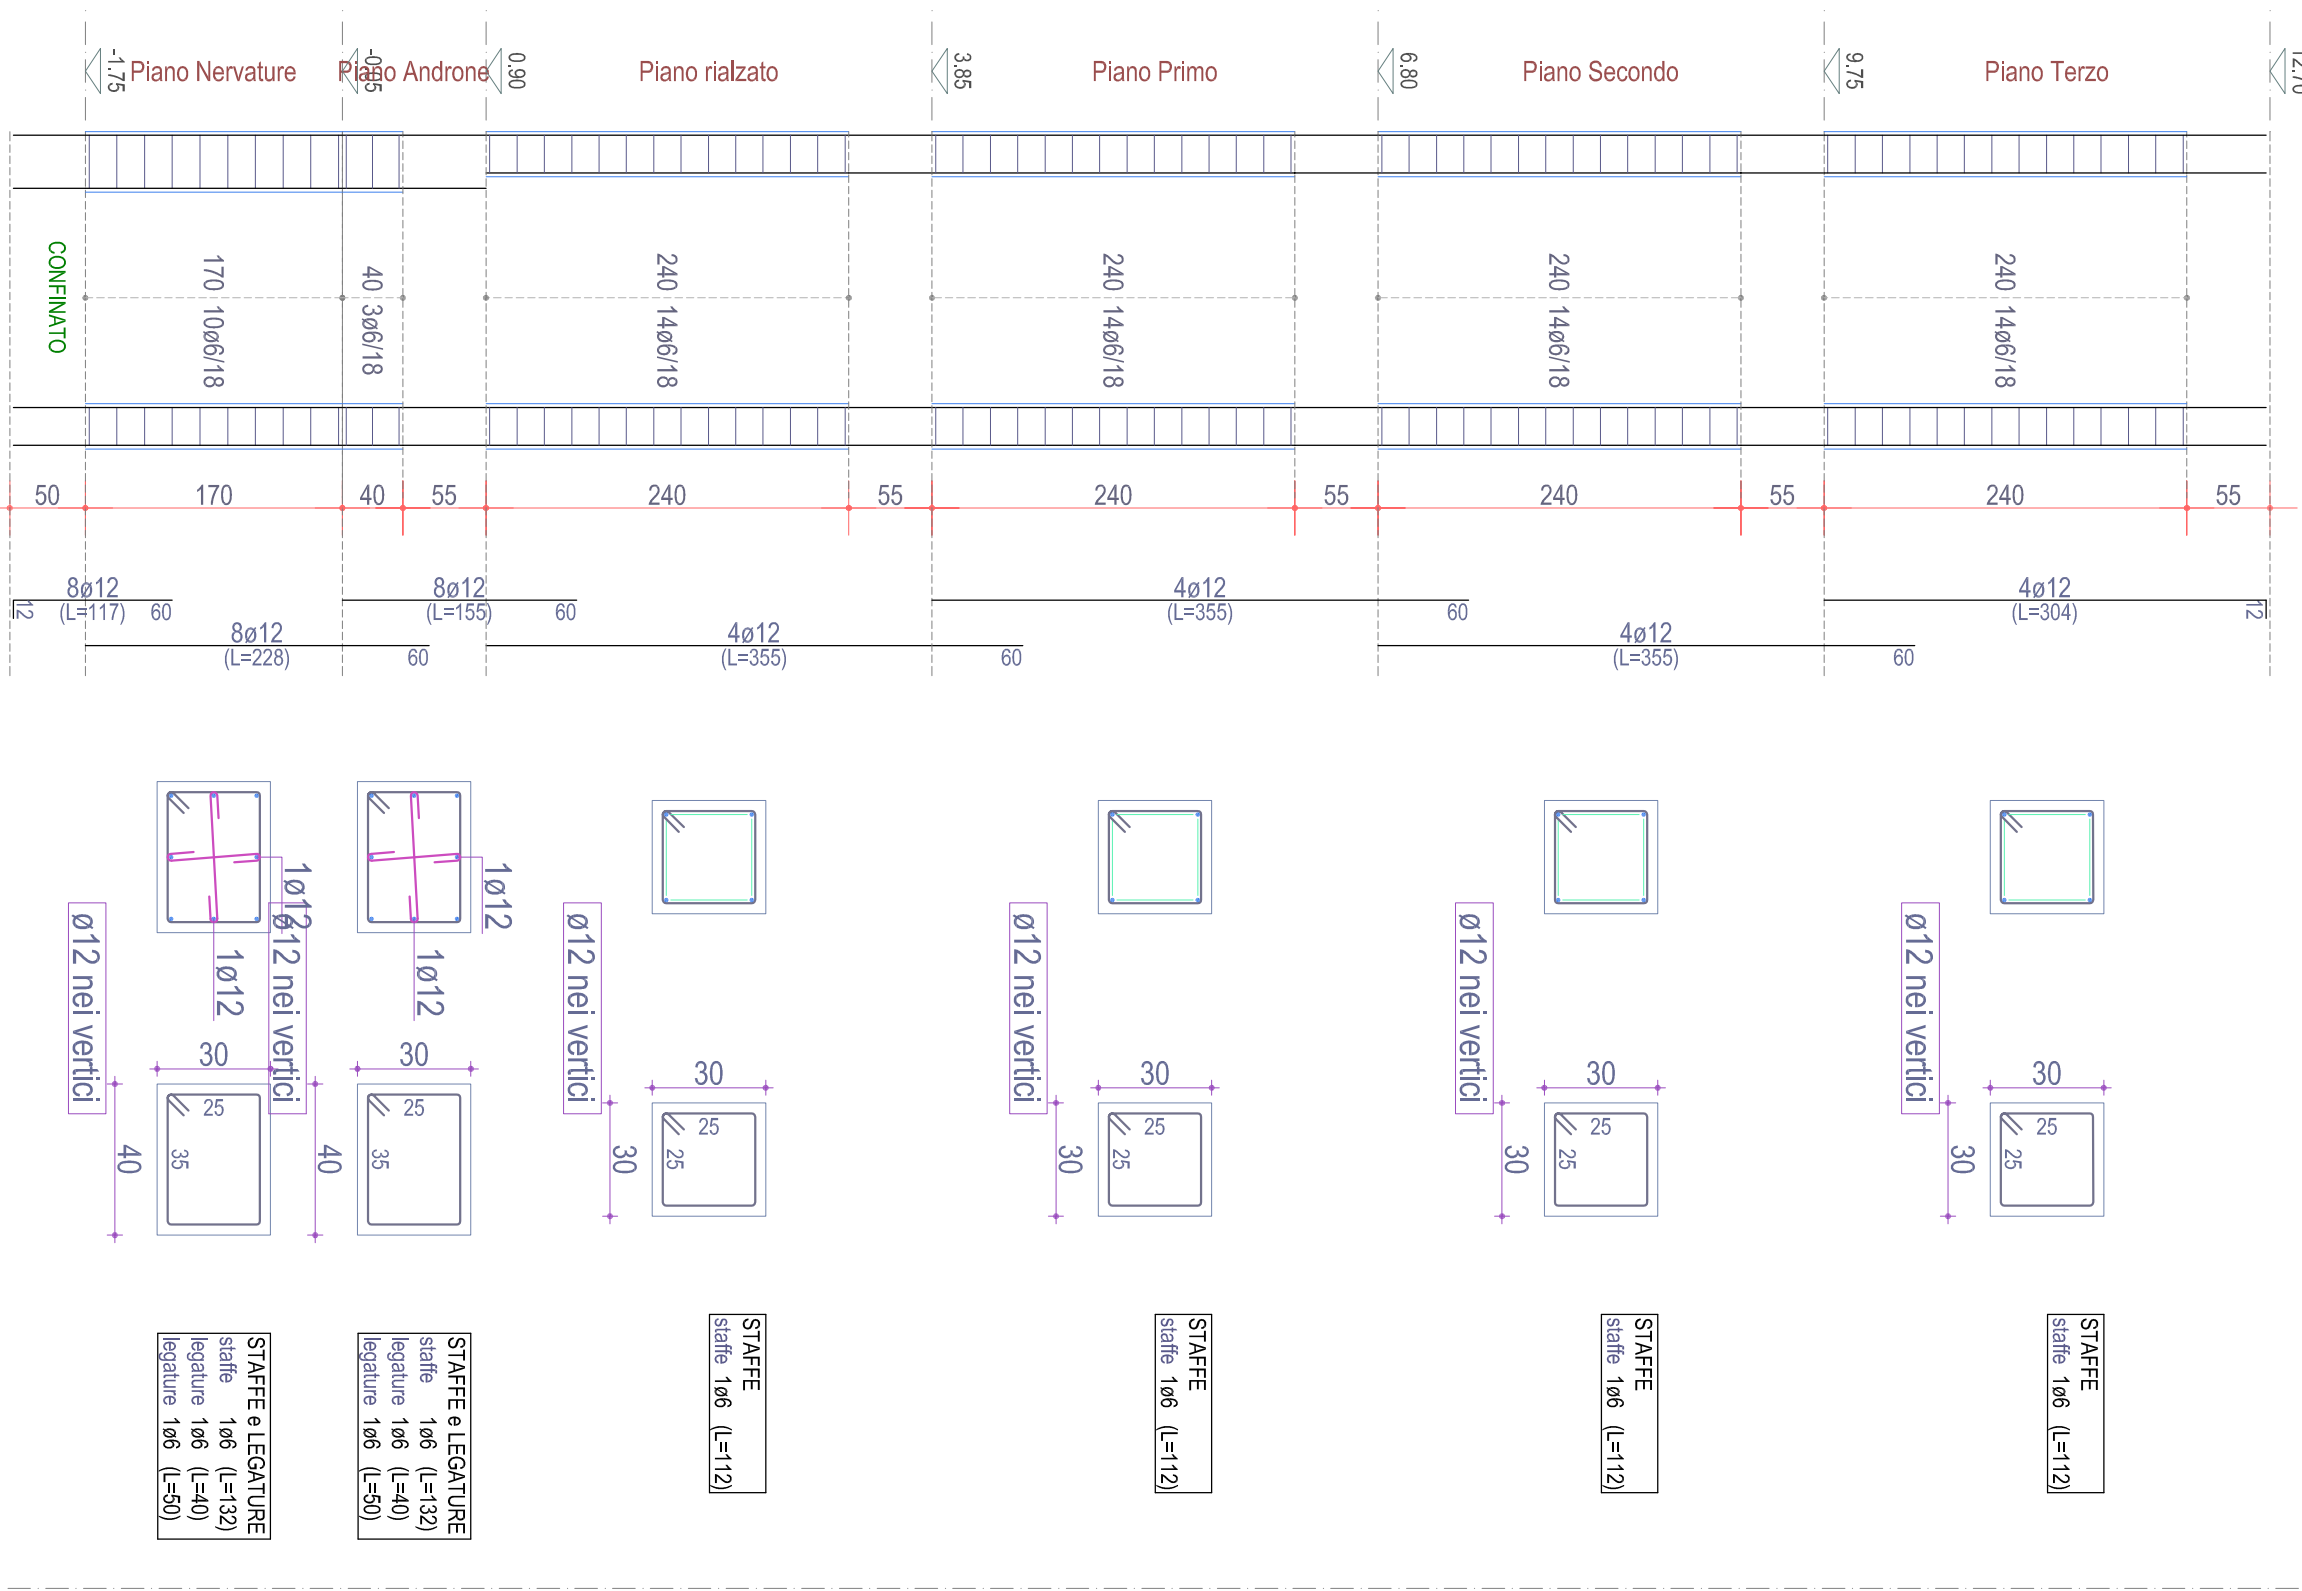 Piano Nervature
Piano Androne
Piano rialzato
Piano Primo
Piano Secondo
Piano Terzo
-1.75
-0.05
0.90
3.85
6.80
9.75
12.70
CONFINATO
170 10ø6/18
40 3ø6/18
240 14ø6/18
240 14ø6/18
240 14ø6/18
240 14ø6/18
50
170
40
55
240
55
240
55
240
55
240
55
8ø12
(L=117)
60
12
8ø12
(L=155)
60
4ø12
(L=355)
60
4ø12
(L=304)
12
8ø12
(L=228)
60
4ø12
(L=355)
60
4ø12
(L=355)
60
1ø12
1ø12
ø12 nei vertici
1ø12
1ø12
ø12 nei vertici
ø12 nei vertici
ø12 nei vertici
ø12 nei vertici
ø12 nei vertici
30
25
35
40
30
25
35
40
30
25
25
30
30
25
25
30
30
25
25
30
30
25
25
30
STAFFE e LEGATURE
staffe 1ø6 (L=132)
legature 1ø6 (L=40)
legature 1ø6 (L=50)
STAFFE e LEGATURE
staffe 1ø6 (L=132)
legature 1ø6 (L=40)
legature 1ø6 (L=50)
STAFFE
staffe 1ø6 (L=112)
STAFFE
staffe 1ø6 (L=112)
STAFFE
staffe 1ø6 (L=112)
STAFFE
staffe 1ø6 (L=112)